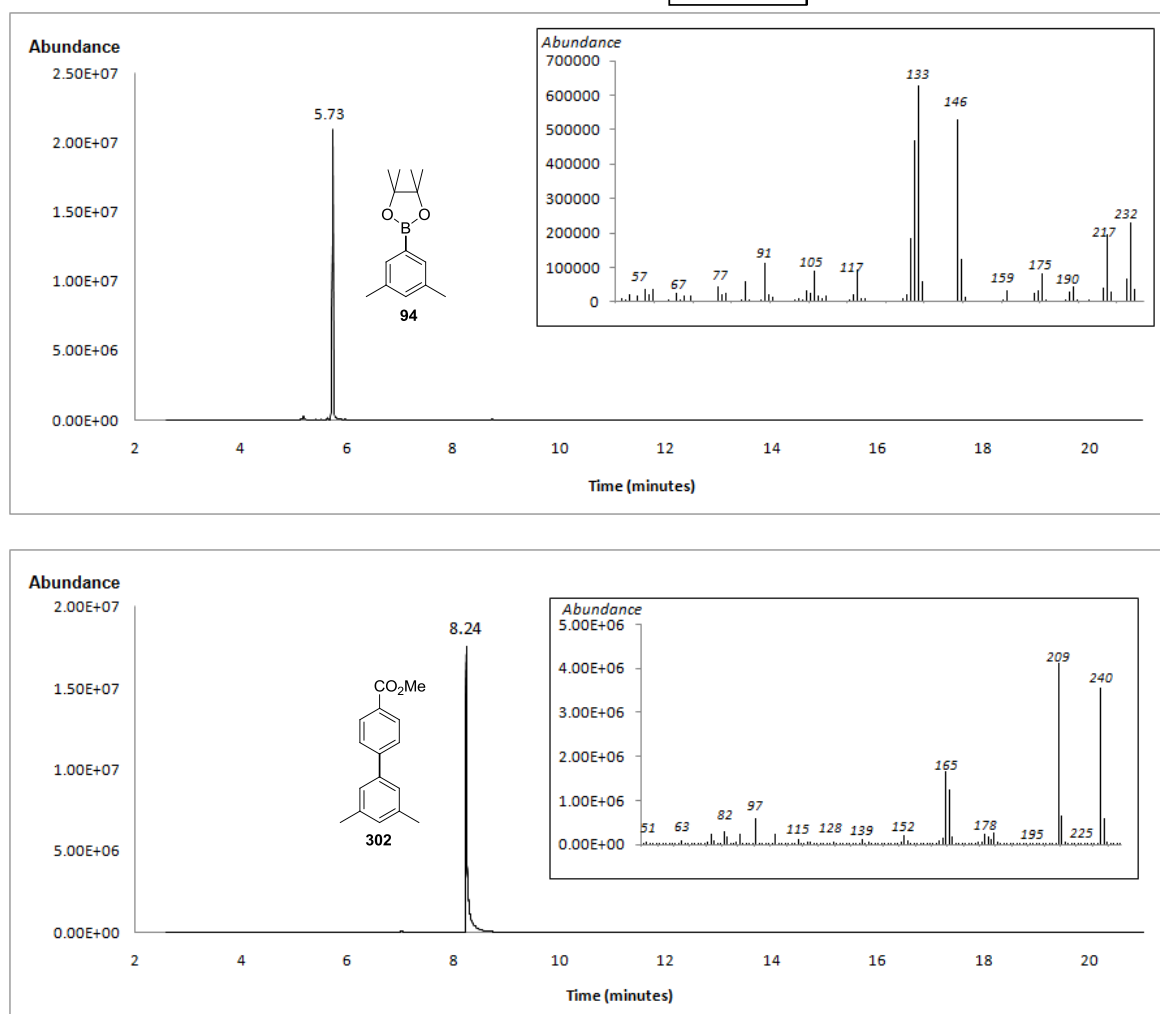 Abundance
2.50E+07
2.00E+07
1.50E+07
1.00E+07
5.00E+06
0.00E+00
2 4 6 8 10 12 14 16 18 20
Time (minutes)
5.73
O O
B
94
Abundance
700000
600000
500000
400000
300000
200000
100000
0
57 67 77 91 105 117 133 146 159 175 190 217 232
Abundance
2.00E+07
1.50E+07
1.00E+07
5.00E+06
0.00E+00
2 4 6 8 10 12 14 16 18 20
Time (minutes)
8.24
CO2Me
302
Abundance
5.00E+06
4.00E+06
3.00E+06
2.00E+06
1.00E+06
0.00E+00
51 63 82 97 115 128 139 152 165 178 195 209 225 240